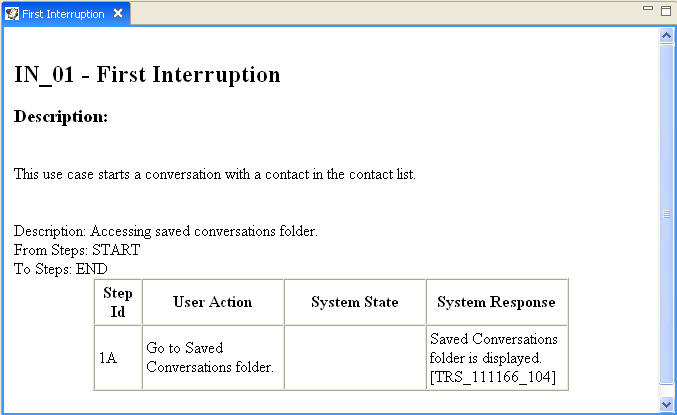 First Interruption
IN_01 - First Interruption
Description:
This use case starts a conversation with a contact in the contact list.
Description: Accessing saved conversations folder.
From Steps: START
To Steps: END
Step Id User Action System State System Response
1A Go to Saved Conversations folder. Saved Conversations folder is displayed. [TRS_111166_104]